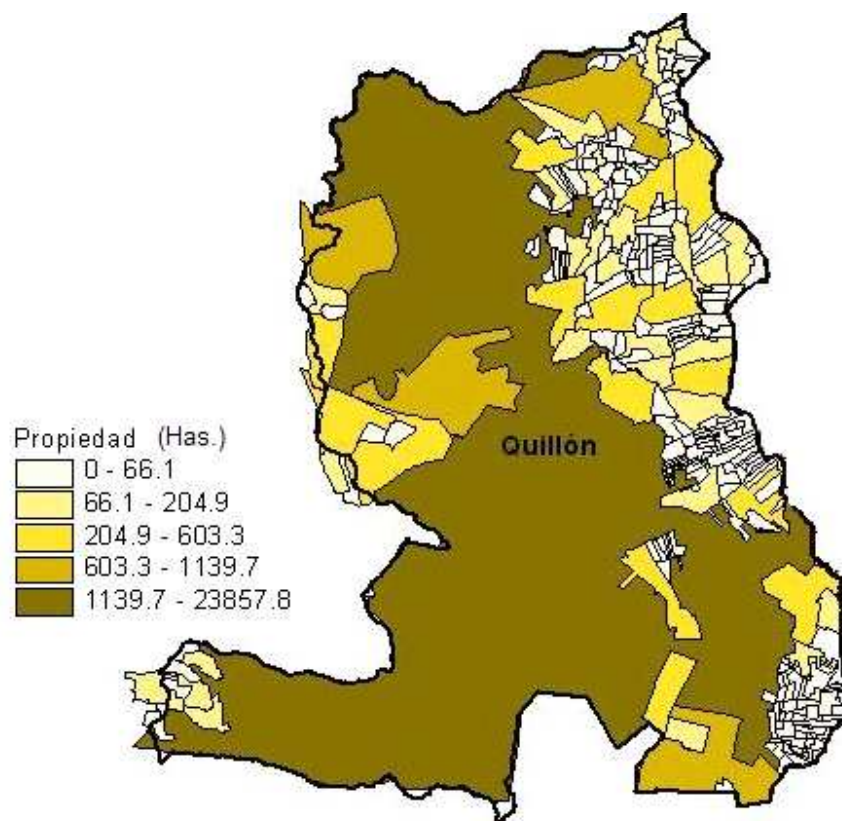 Quillón
Propiedad (Has.)
0 - 66.1
66.1 - 204.9
204.9 - 603.3
603.3 - 1139.7
1139.7 - 23857.8